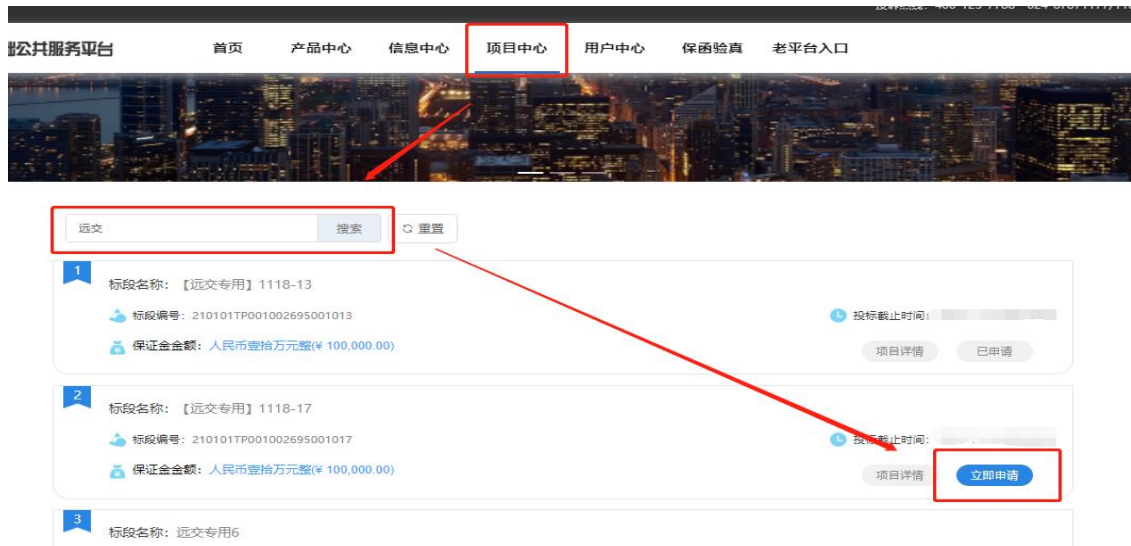 公共服务平台
首页 产品中心 信息中心 项目中心 用户中心 保函验真 老平台入口
远交 搜索 重置
1
标段名称：【远交专用】1118-13
标段编号：210101TP001002695001013 投标截止时间：
保证金金额：人民币壹拾万元整(¥ 100,000.00) 项目详情 已申请
2
标段名称：【远交专用】1118-17
标段编号：210101TP001002695001017 投标截止时间：
保证金金额：人民币壹拾万元整(¥ 100,000.00) 项目详情 立即申请
3
标段名称：远交专用6